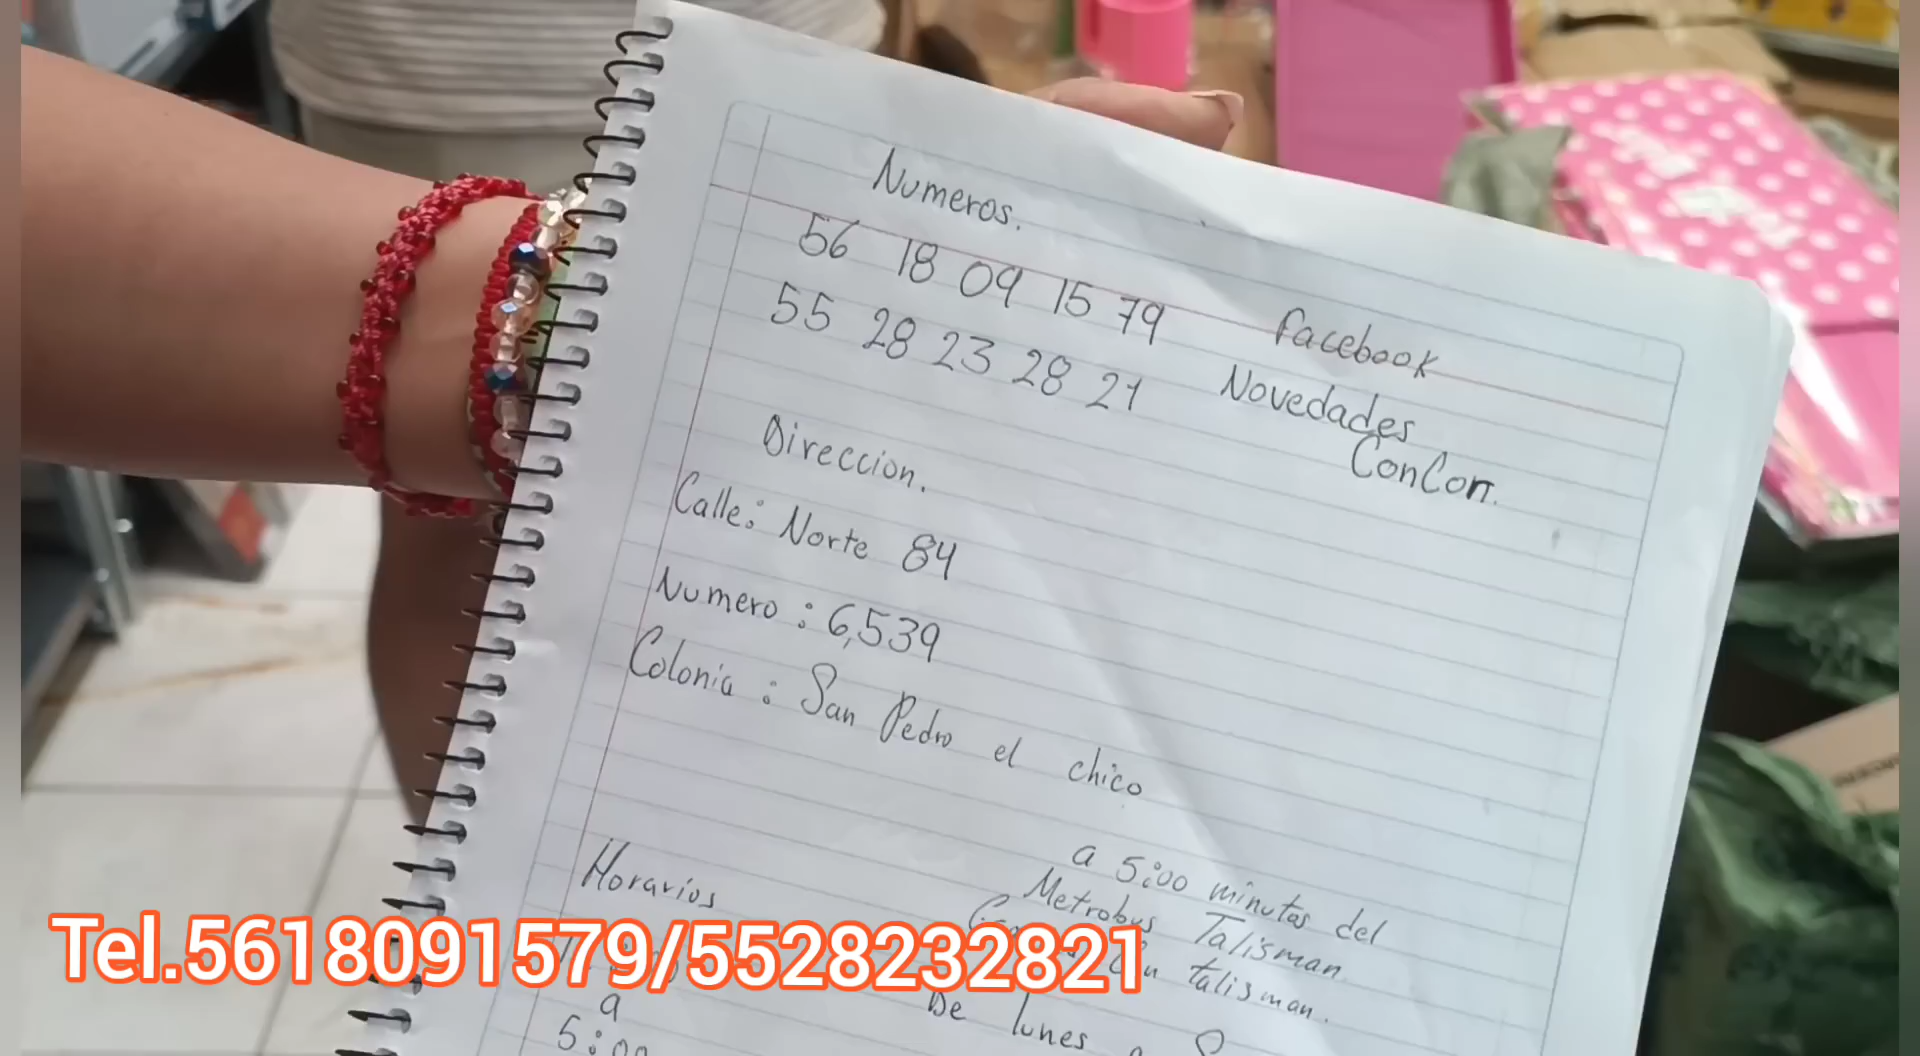 Numeros.
56 18 09 15 79
55 28 23 28 21
Facebook
Novedades
ConCon.
Direccion.
Calle: Norte 84
Numero: 6,539
Colonia: San Pedro el chico
a 5:00 minutos del
Metrobus Talisman
talisman.
Horarios
a
5:00
De lunes a
Tel.5618091579/5528232821